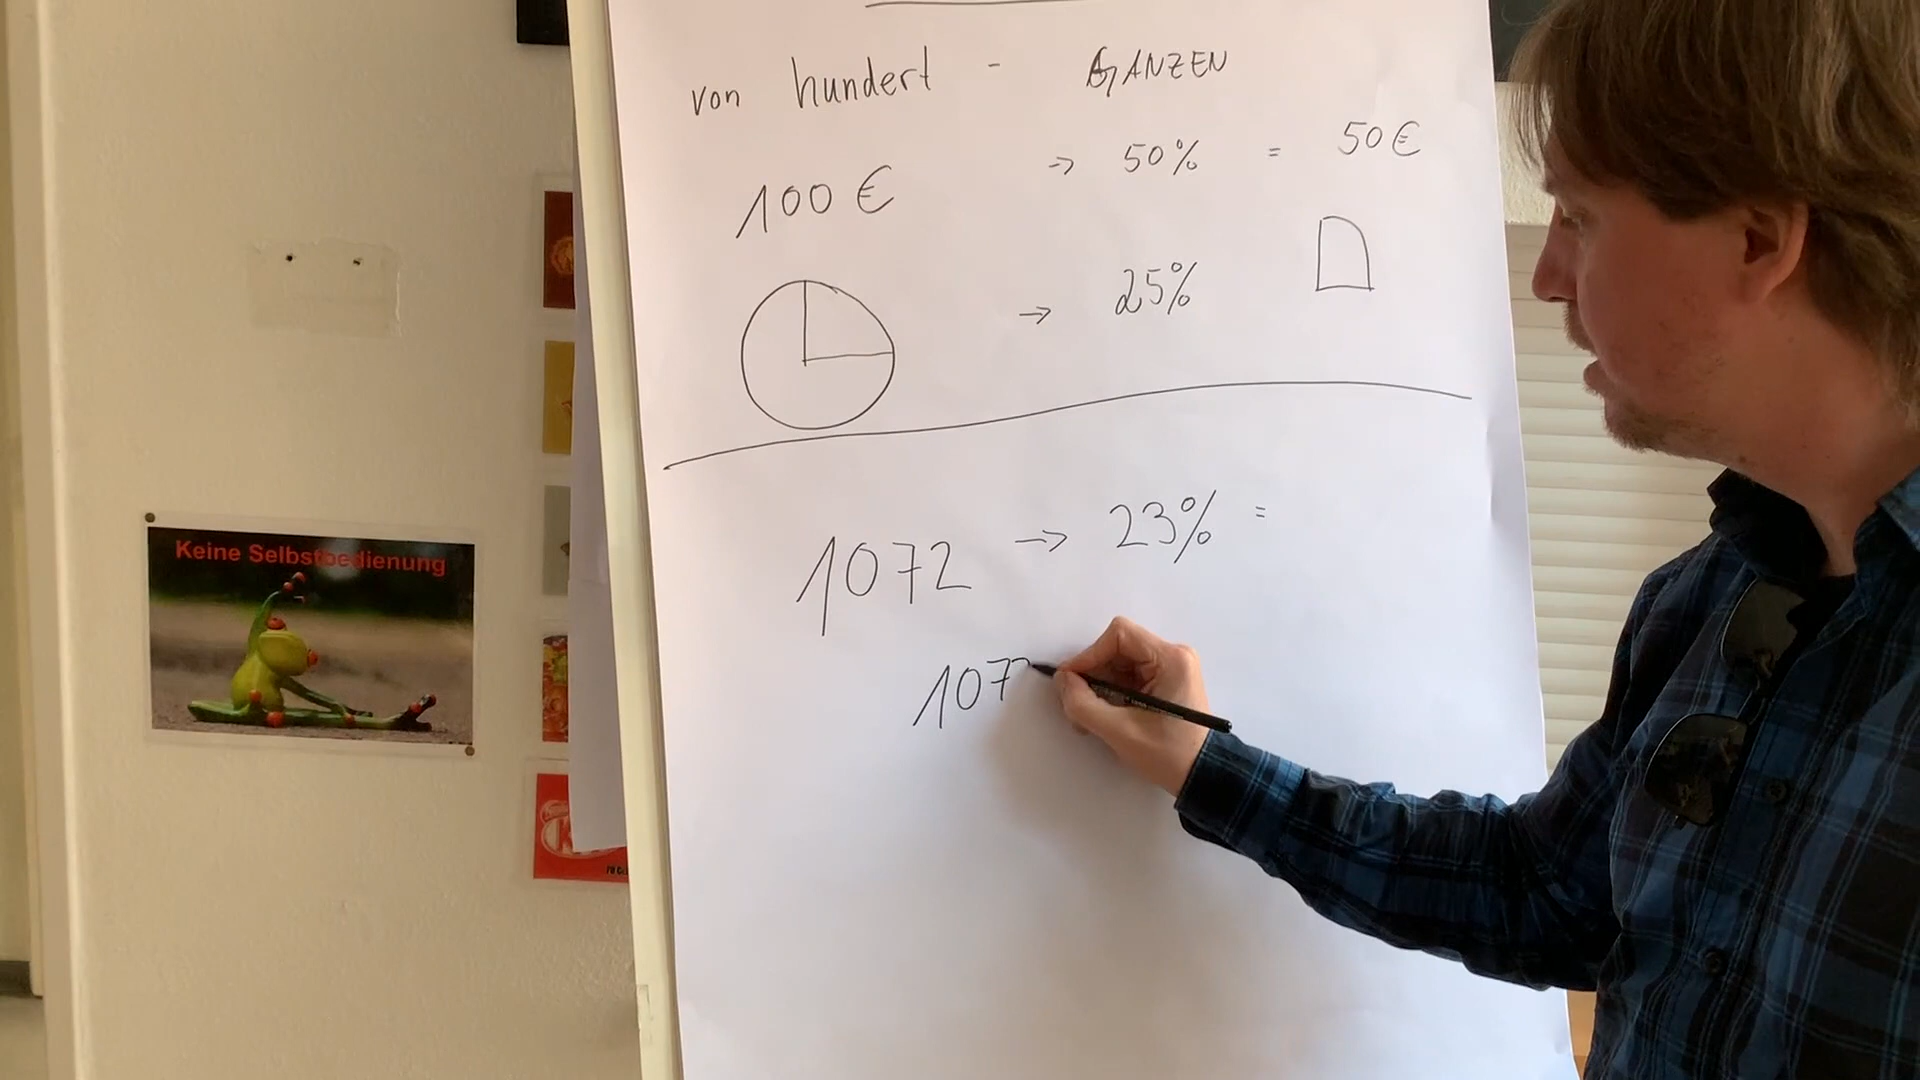 von hundert - GANZEN
100 € → 50% = 50€
→ 25%
1072 → 23% =
107
Keine Selbstbedienung